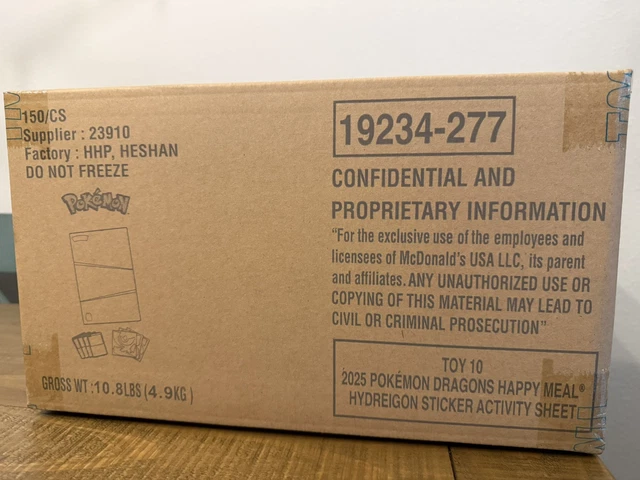 150/CS
Supplier : 23910
Factory : HHP, HESHAN
DO NOT FREEZE
POKéMON
GROSS WT :10.8LBS (4.9KG )
19234-277
CONFIDENTIAL AND
PROPRIETARY INFORMATION
“For the exclusive use of the employees and
licensees of McDonald’s USA LLC, its parent
and affiliates. ANY UNAUTHORIZED USE OR
COPYING OF THIS MATERIAL MAY LEAD TO
CIVIL OR CRIMINAL PROSECUTION”
TOY 10
2025 POKÉMON DRAGONS HAPPY MEAL®
HYDREIGON STICKER ACTIVITY SHEET